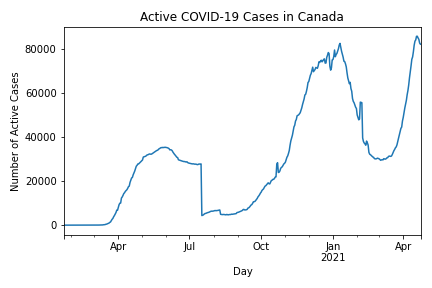 Active COVID-19 Cases in Canada
Number of Active Cases
80000
60000
40000
20000
0
Apr Jul Oct Jan Apr
2021
Day